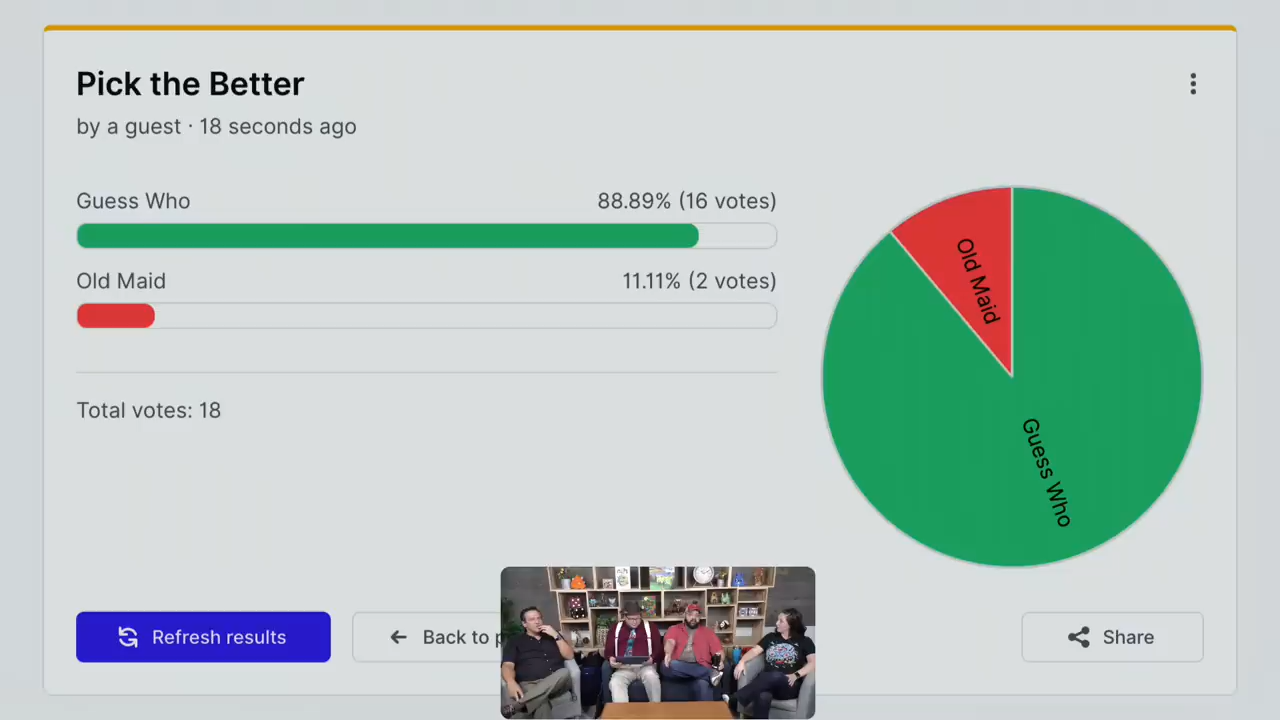 Pick the Better
by a guest · 18 seconds ago
Guess Who
88.89% (16 votes)
Old Maid
11.11% (2 votes)
Total votes: 18
Old Maid
Guess Who
Refresh results
Back to
Share